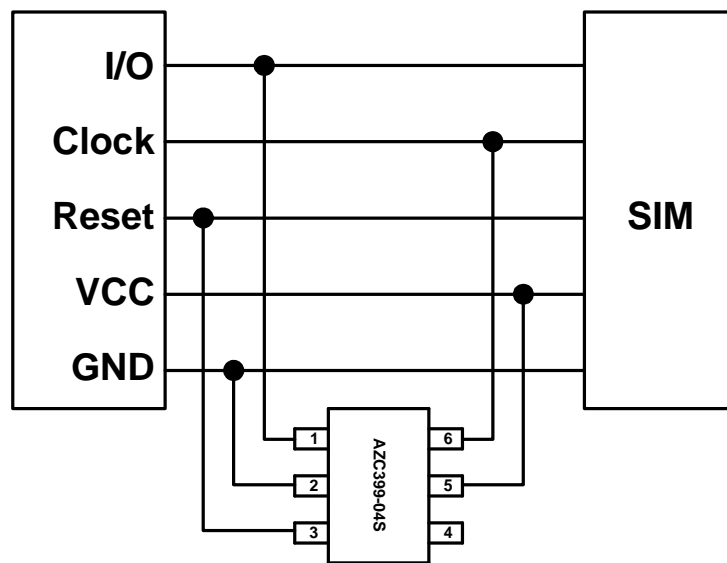 I/O
Clock
Reset
VCC
GND
SIM
1
2
3
AZC399-04S
6
5
4